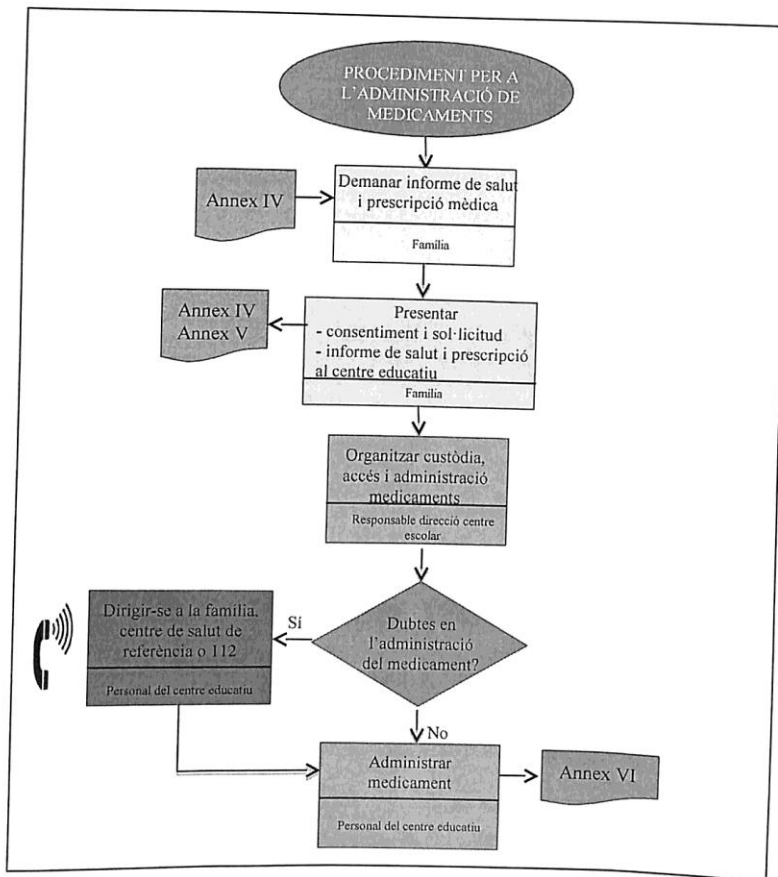 PROCEDIMENT PER A
L'ADMINISTRACIÓ DE
MEDICAMENTS
Annex IV
Demanar informe de salut
i prescripció mèdica
Família
Annex IV
Annex V
Presentar
- consentiment i sol·licitud
- informe de salut i prescripció
al centre educatiu
Família
Organitzar custòdia,
accés i administració
medicaments
Responsable direcció centre
escolar
Dirigir-se a la família,
centre de salut de
referència o 112
Personal del centre educatiu
Sí
Dubtes en
l'administració
del medicament?
No
Administrar
medicament
Personal del centre educatiu
Annex VI